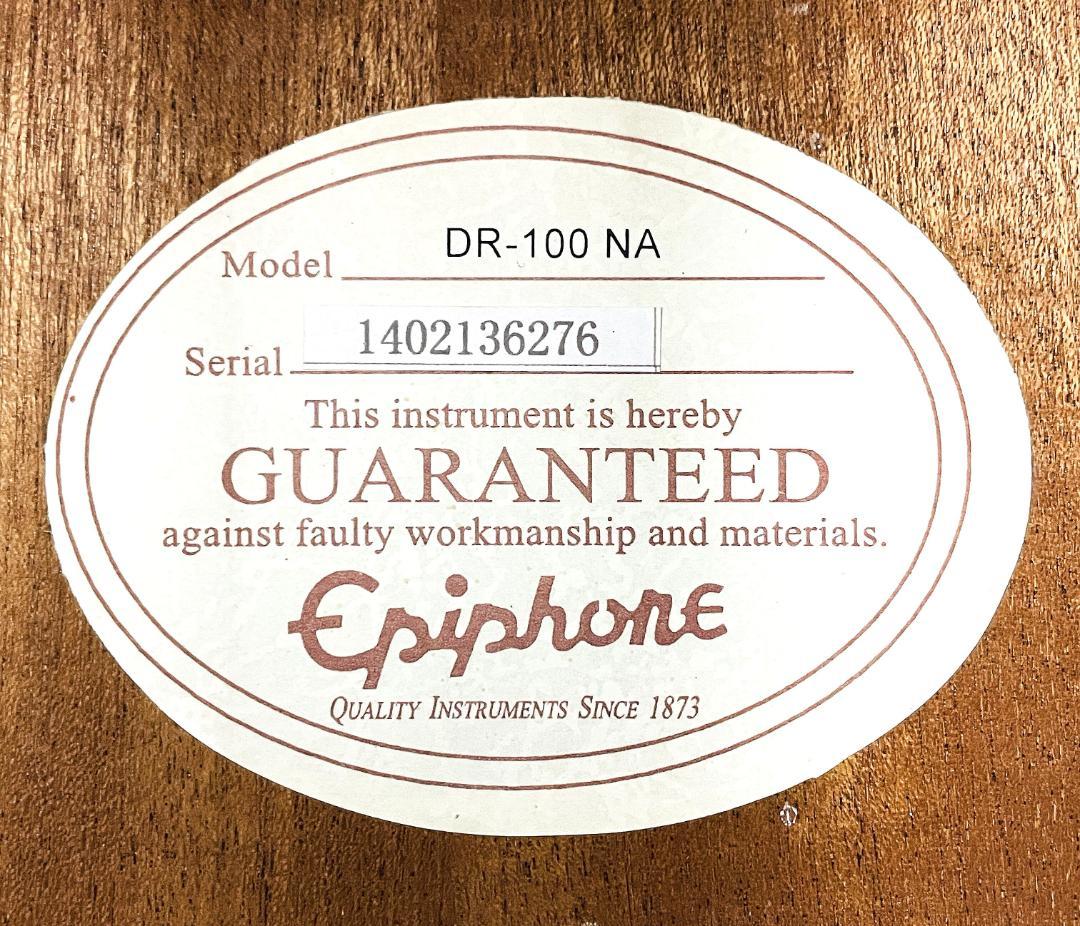 Model DR-100 NA
Serial 1402136276
This instrument is hereby
GUARANTEED
against faulty workmanship and materials.
Epiphone
QUALITY INSTRUMENTS SINCE 1873